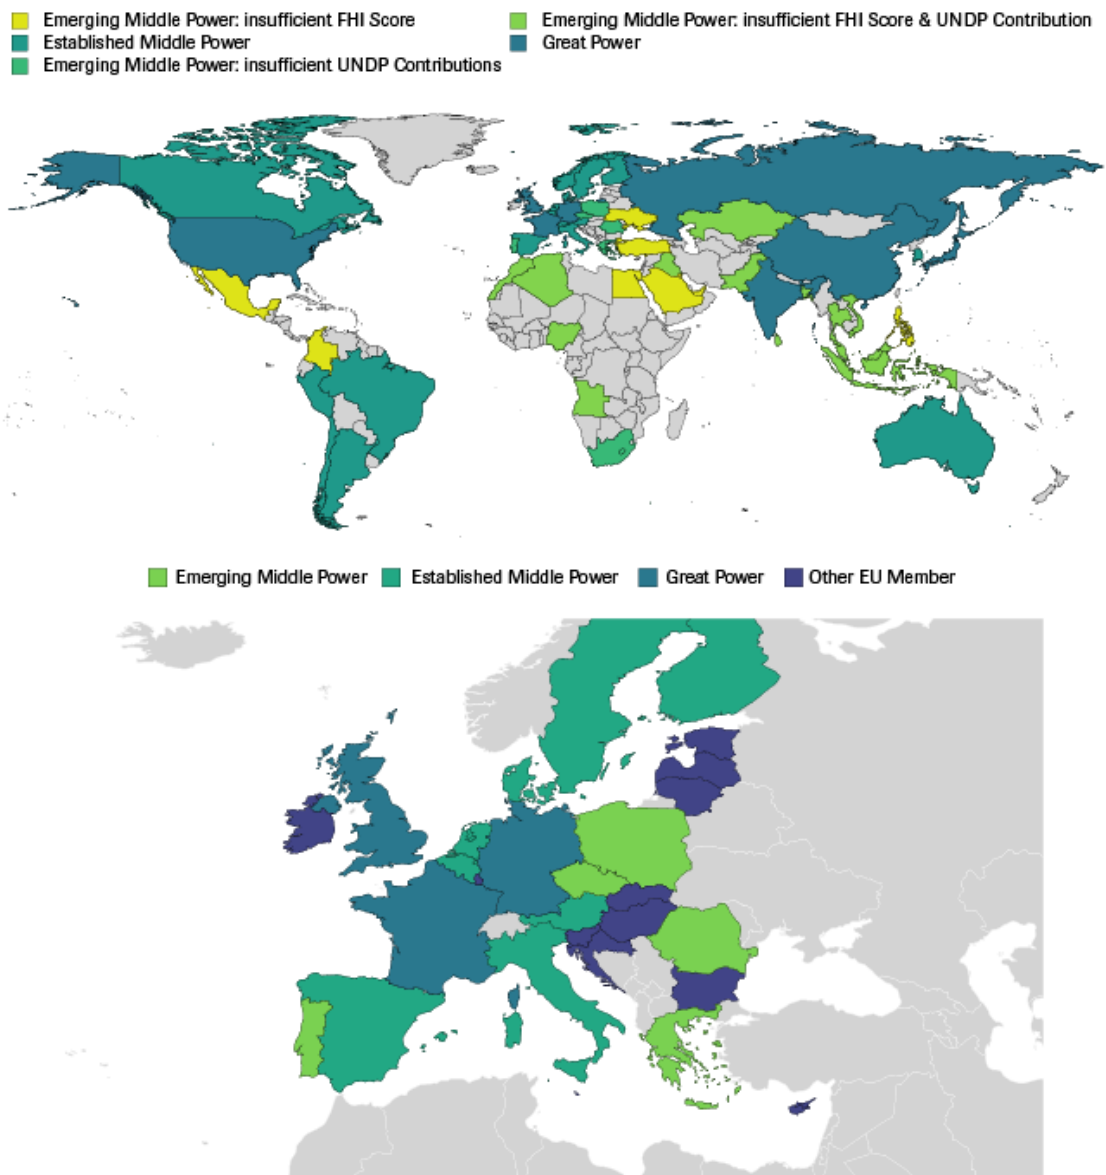 Emerging Middle Power: insufficient FHI Score
Established Middle Power
Emerging Middle Power: insufficient UNDP Contributions
Emerging Middle Power: insufficient FHI Score & UNDP Contribution
Great Power
Emerging Middle Power
Established Middle Power
Great Power
Other EU Member